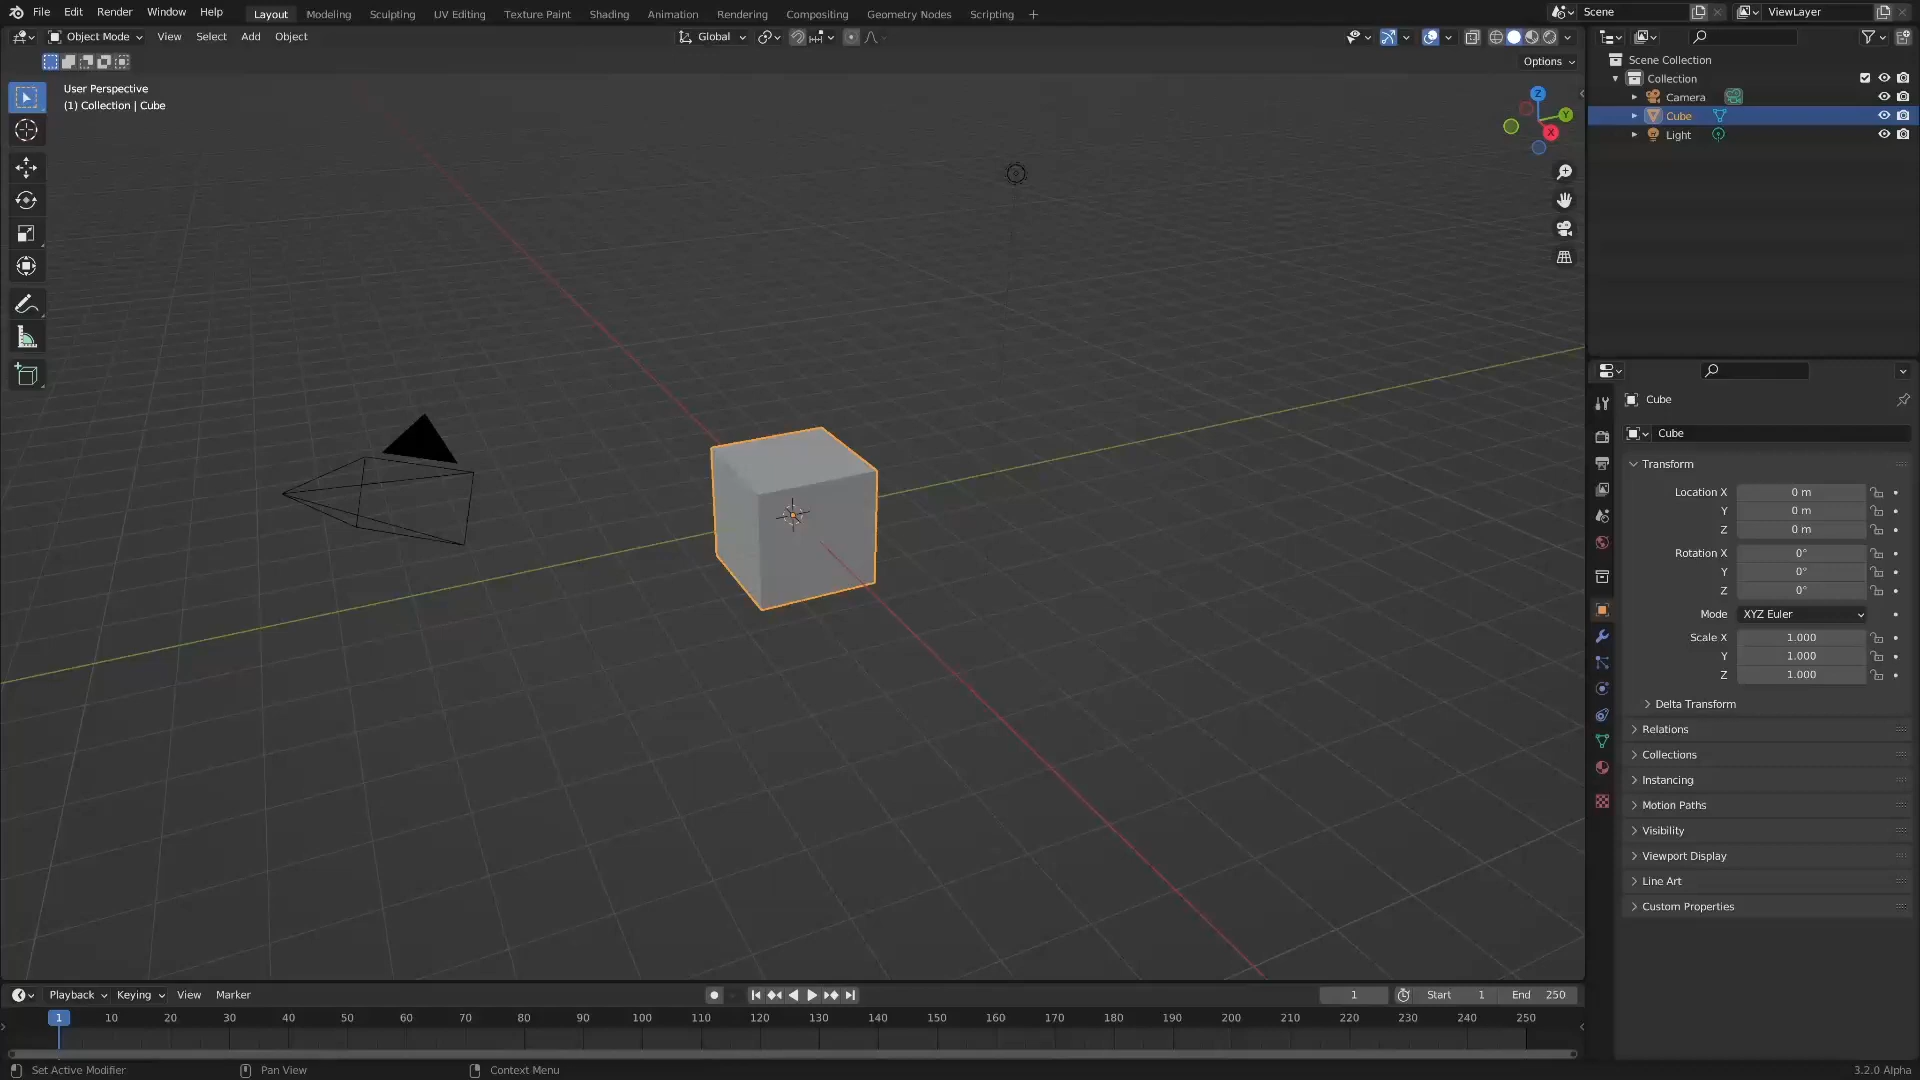 File Edit Render Window Help Layout Modeling Sculpting UV Editing Texture Paint Shading Animation Rendering Compositing Geometry Nodes Scripting + Scene ViewLayer
Object Mode View Select Add Object Global
Options
User Perspective
(1) Collection | Cube
Z
Y
X
Scene Collection
Collection
Camera
Cube
Light
Cube
Cube
Transform
Location X 0 m
Y 0 m
Z 0 m
Rotation X 0°
Y 0°
Z 0°
Mode XYZ Euler
Scale X 1.000
Y 1.000
Z 1.000
Delta Transform
Relations
Collections
Instancing
Motion Paths
Visibility
Viewport Display
Line Art
Custom Properties
Playback Keying View Marker 1 Start 1 End 250
1 10 20 30 40 50 60 70 80 90 100 110 120 130 140 150 160 170 180 190 200 210 220 230 240 250
Set Active Modifier Pan View Context Menu 3.2.0 Alpha